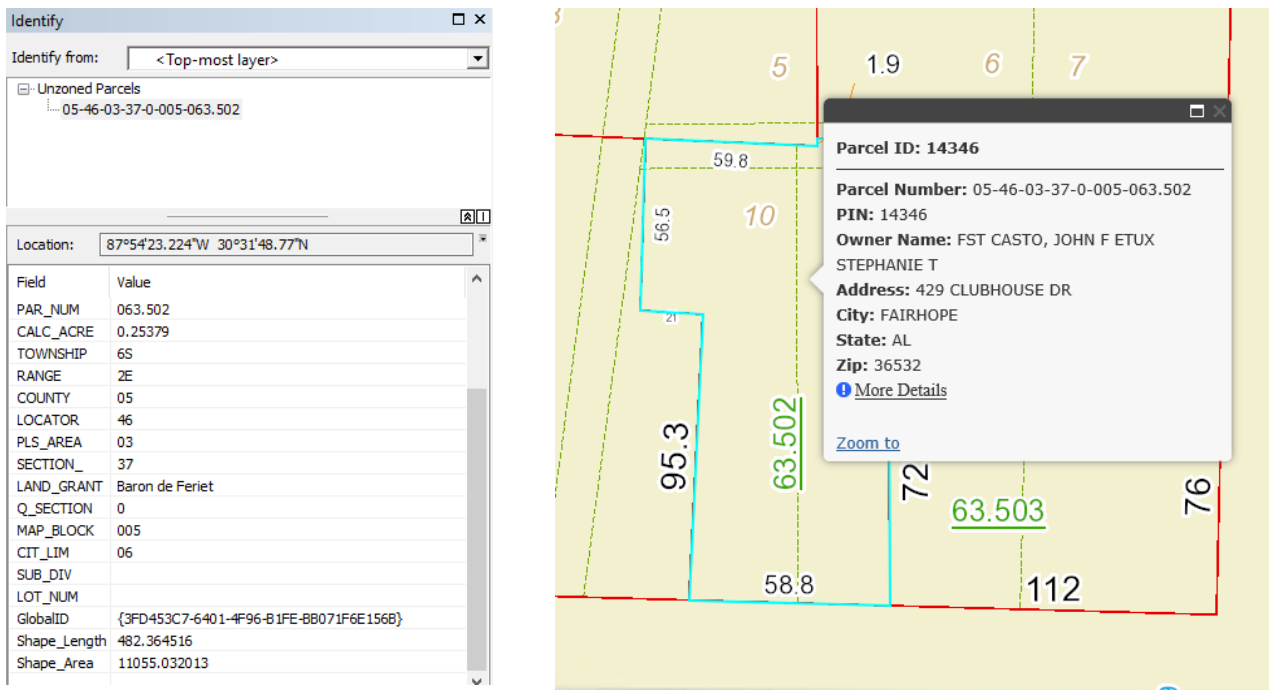 Identify
Identify from: <Top-most layer>
Unzoned Parcels
05-46-03-37-0-005-063.502
Location: 87°54'23.224"W 30°31'48.77"N
Field Value
PAR_NUM 063.502
CALC_ACRE 0.25379
TOWNSHIP 6S
RANGE 2E
COUNTY 05
LOCATOR 46
PLS_AREA 03
SECTION_ 37
LAND_GRANT Baron de Feriet
Q_SECTION 0
MAP_BLOCK 005
CIT_LIM 06
SUB_DIV
LOT_NUM
GlobalID {3FD453C7-6401-4F96-B1FE-BB071F6E156B}
Shape_Length 482.364516
Shape_Area 11055.032013
5
1.9
6
7
59.8
56.5
10
21
95.3
63.502
58.8
72
63.503
76
112
Parcel ID: 14346
Parcel Number: 05-46-03-37-0-005-063.502
PIN: 14346
Owner Name: FST CASTO, JOHN F ETUX
STEPHANIE T
Address: 429 CLUBHOUSE DR
City: FAIRHOPE
State: AL
Zip: 36532
More Details
Zoom to